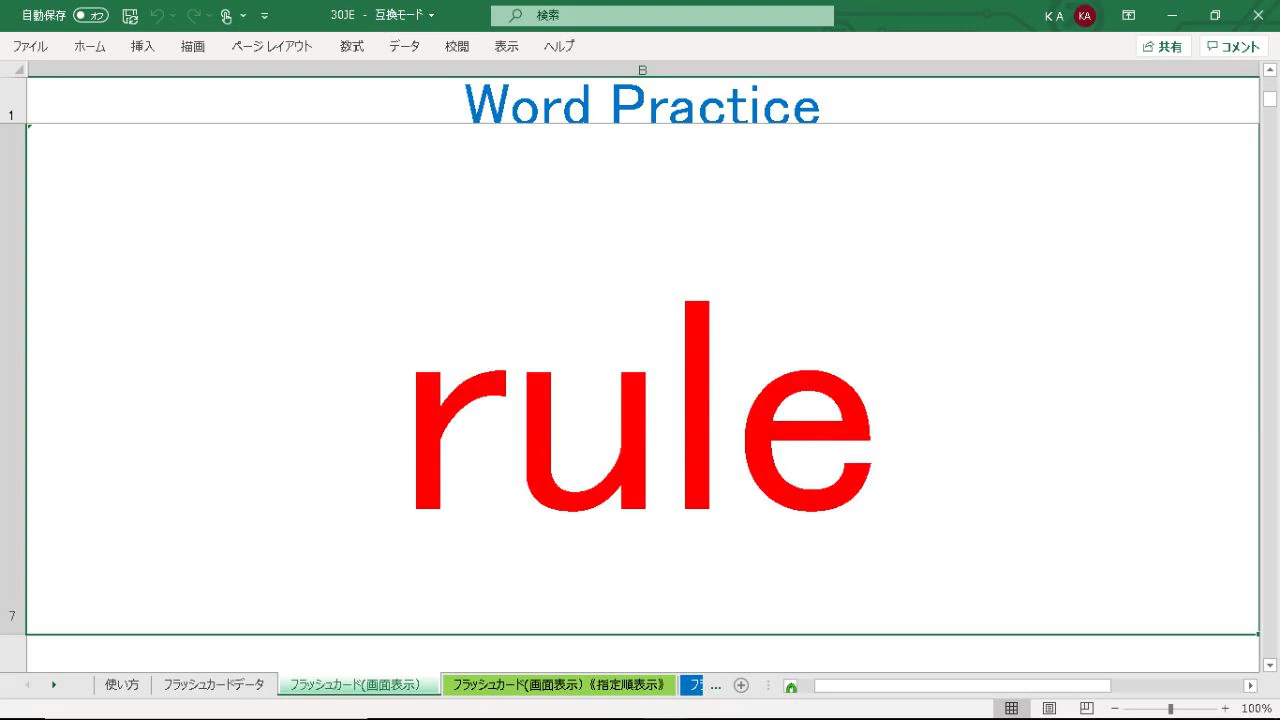 自動保存 オフ 30JE - 互換モード 検索 K A KA
ファイル ホーム 挿入 描画 ページ レイアウト 数式 データ 校閲 表示 ヘルプ 共有 コメント
B
1 Word Practice
rule
7
使い方 フラッシュカードデータ フラッシュカード(画面表示) フラッシュカード(画面表示)《指定順表示》 フラ ...
100%